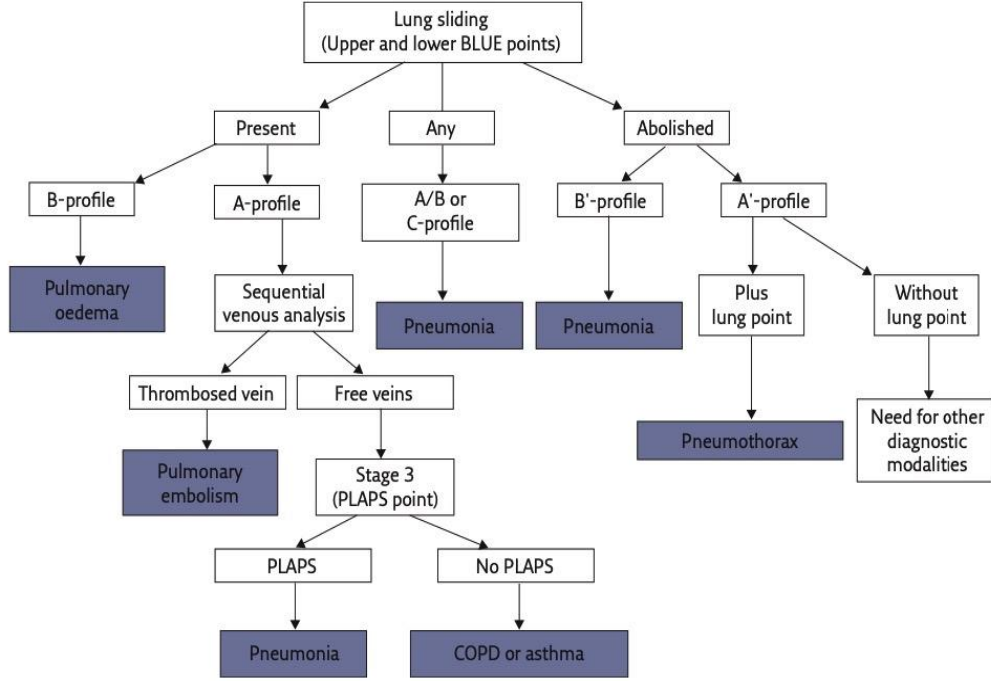 Lung sliding
(Upper and lower BLUE points)
Present
Any
Abolished
B-profile
A-profile
A/B or
C-profile
B'-profile
A'-profile
Pulmonary
oedema
Sequential
venous analysis
Pneumonia
Pneumonia
Plus
lung point
Without
lung point
Thrombosed vein
Free veins
Pneumothorax
Need for other
diagnostic
modalities
Pulmonary
embolism
Stage 3
(PLAPS point)
PLAPS
No PLAPS
Pneumonia
COPD or asthma